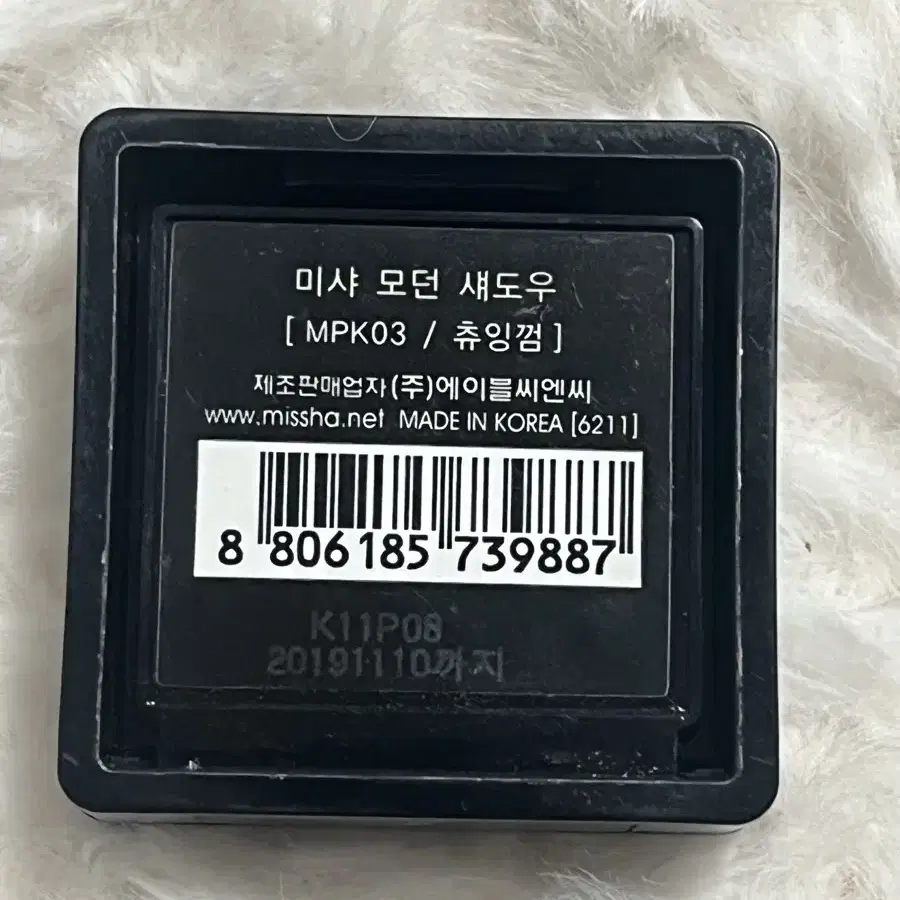 미샤 모던 섀도우
[ MPK03 / 츄잉껌 ]
제조판매업자(주)에이블씨엔씨
www.missha.net MADE IN KOREA [6211]
8 806185 739887
K11P08
20191110까지